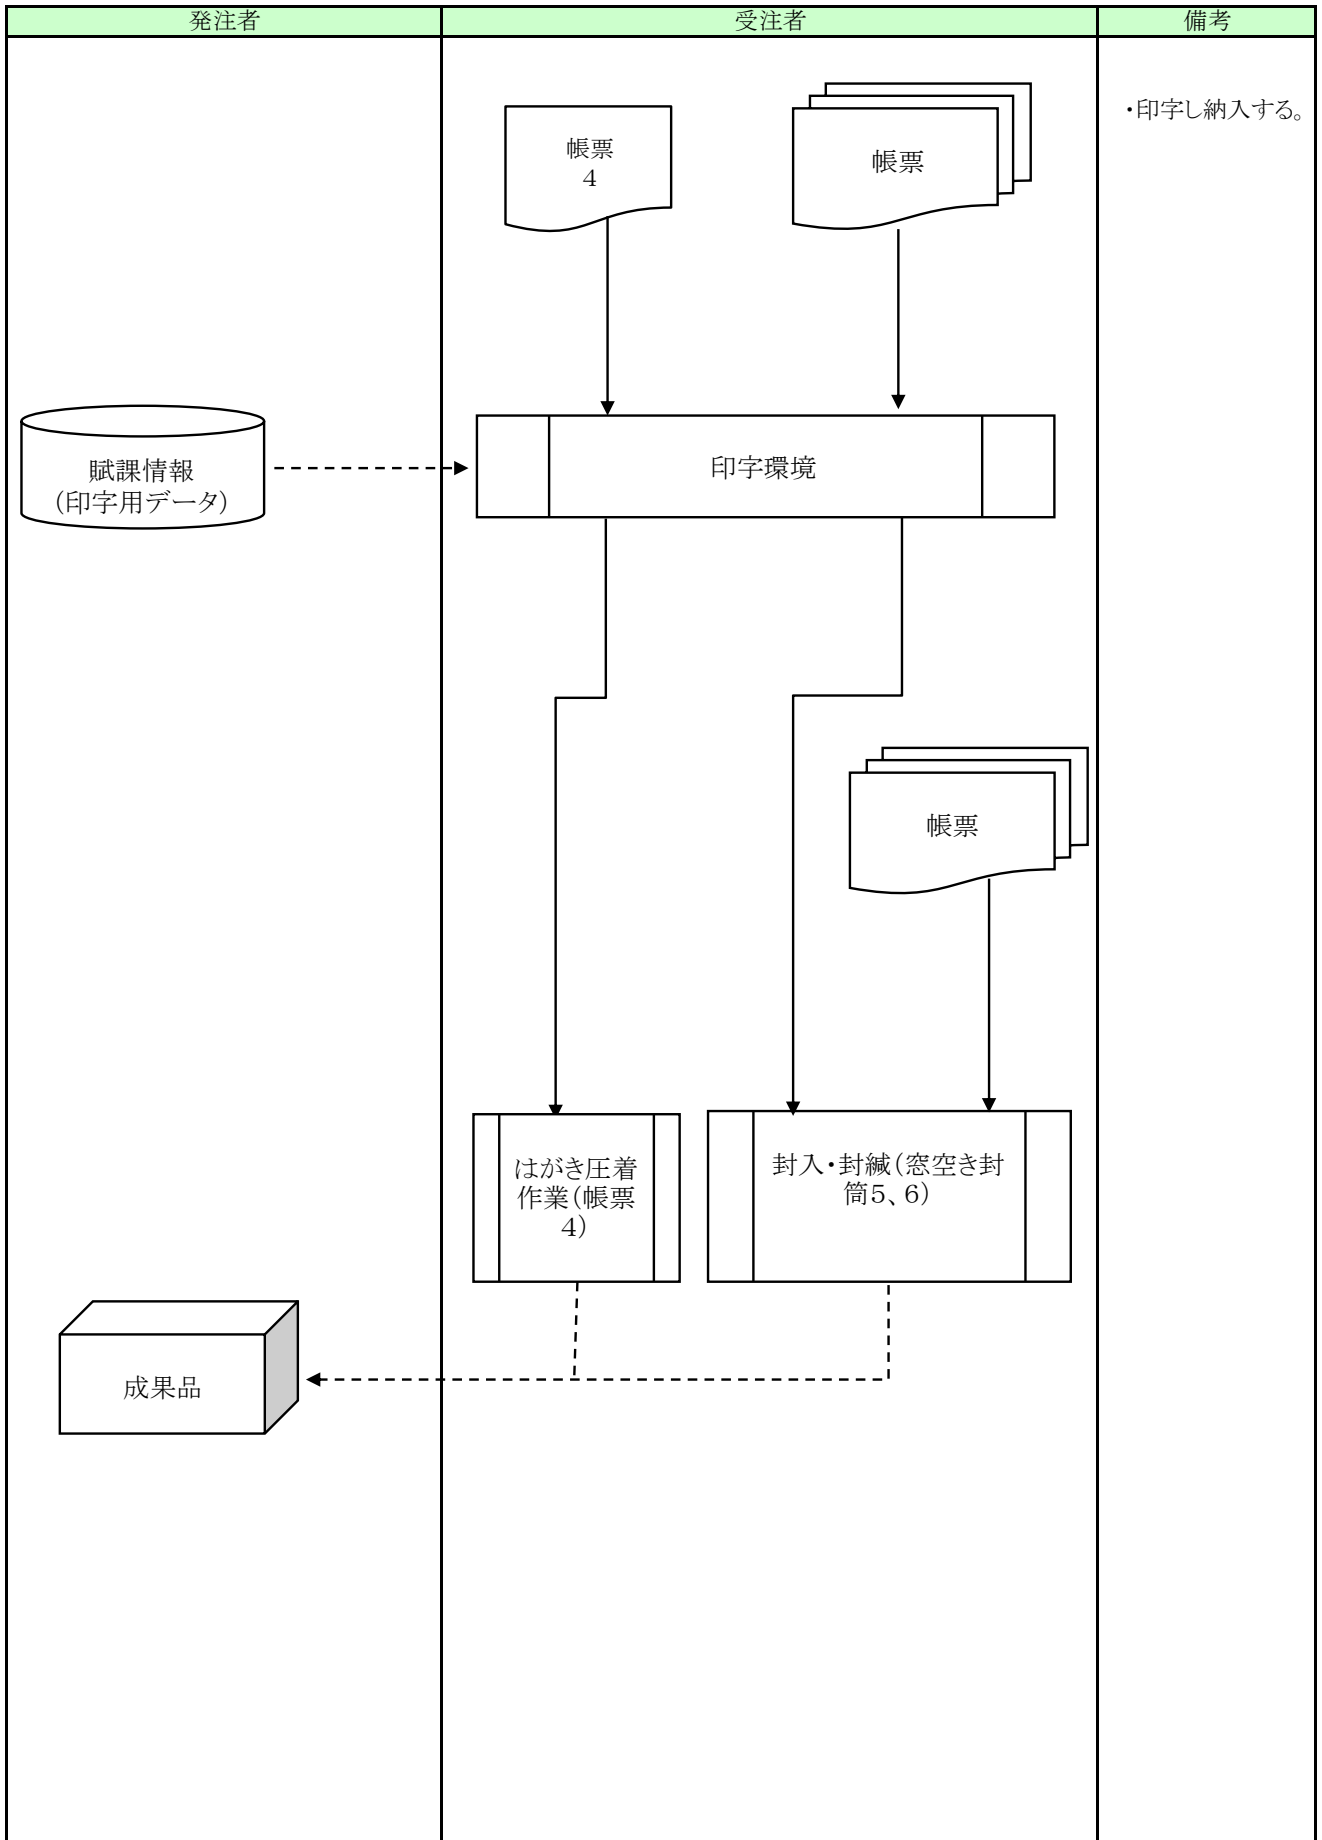 発注者
受注者
備考
・印字し納入する。
帳票
４
帳票
賦課情報
（印字用データ）
印字環境
帳票
はがき圧着
作業（帳票
４）
封入・封緘（窓空き封
筒５、６）
成果品